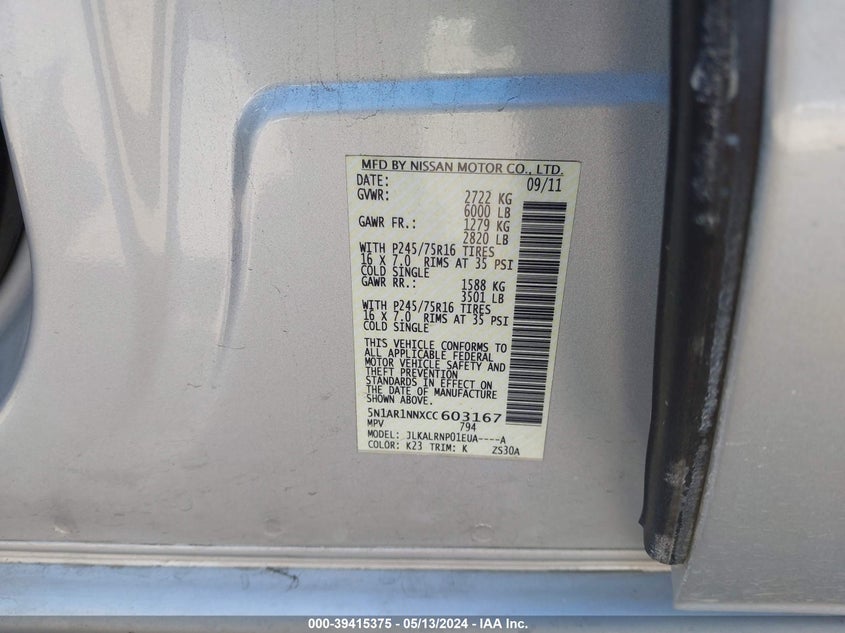 MFD BY NISSAN MOTOR CO., LTD.
DATE: 09/11
GVWR: 2722 KG
6000 LB
GAWR FR.: 1279 KG
2820 LB
WITH P245/75R16 TIRES
16 X 7.0 RIMS AT 35 PSI
COLD SINGLE
GAWR RR.: 1588 KG
3501 LB
WITH P245/75R16 TIRES
16 X 7.0 RIMS AT 35 PSI
COLD SINGLE
THIS VEHICLE CONFORMS TO
ALL APPLICABLE FEDERAL
MOTOR VEHICLE SAFETY AND
THEFT PREVENTION
STANDARDS IN EFFECT ON
THE DATE OF MANUFACTURE
SHOWN ABOVE.
5N1AR1NNXCC 603167
MPV 794
MODEL: JLKALRNP01EUA----A
COLOR: K23 TRIM: K ZS30A
000-39415375 - 05/13/2024 - IAA Inc.